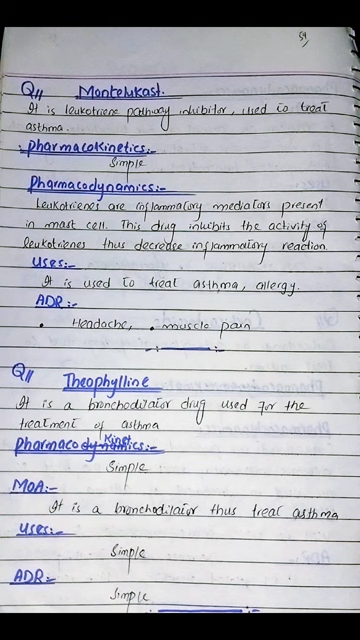 59/
Q11 Montelukast.
It is leukotriene pathway inhibitor, used to treat
asthma.
:Pharmacokinetics:-
Simple
Pharmacodynamics:-
Leukotrienes are inflammatory mediators present
in mast cell. This drug inhibits the activity of
leukotrienes thus decrease inflammatory reaction.
Uses:-
It is used to treat asthma, allergy.
ADR:-
• Headache, • muscle pain
Q11 Theophylline
It is a bronchodilator drug used for the
treatment of asthma
Kinet
Pharmacodynamics:-
Simple
MOA:-
It is a bronchodilator thus treat asthma
Uses:-
Simple
ADR:-
Simple